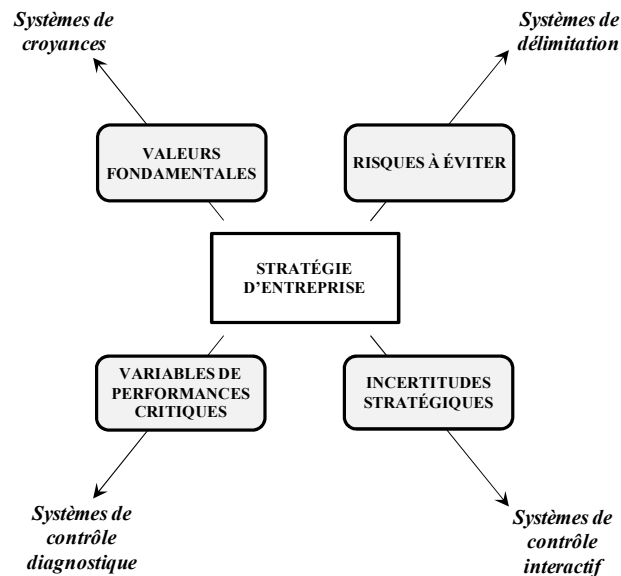 Systèmes de
croyances
Systèmes de
délimitation
VALEURS
FONDAMENTALES
RISQUES À ÉVITER
STRATÉGIE
D’ENTREPRISE
VARIABLES DE
PERFORMANCES
CRITIQUES
INCERTITUDES
STRATÉGIQUES
Systèmes de
contrôle
diagnostique
Systèmes de
contrôle
interactif